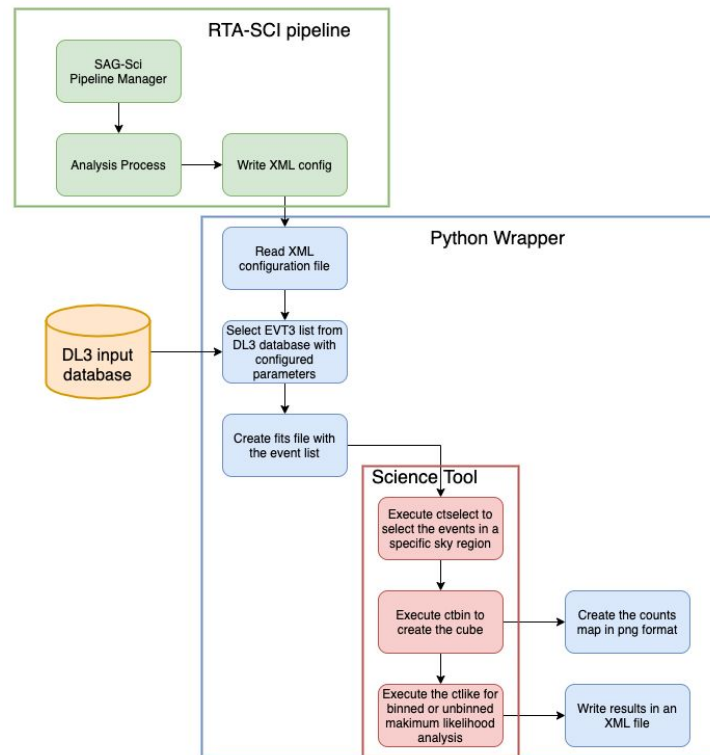 RTA-SCI pipeline
SAG-Sci
Pipeline Manager
Analysis Process
Write XML config
Python Wrapper
Read XML
configuration file
DL3 input
database
Select EVT3 list from
DL3 database with
configured
parameters
Create fits file with
the event list
Science Tool
Execute ctselect to
select the events in a
specific sky region
Execute ctbin to
create the cube
Create the counts
map in png format
Execute the ctlike for
binned or unbinned
makimum likelihood
analysis
Write results in an
XML file